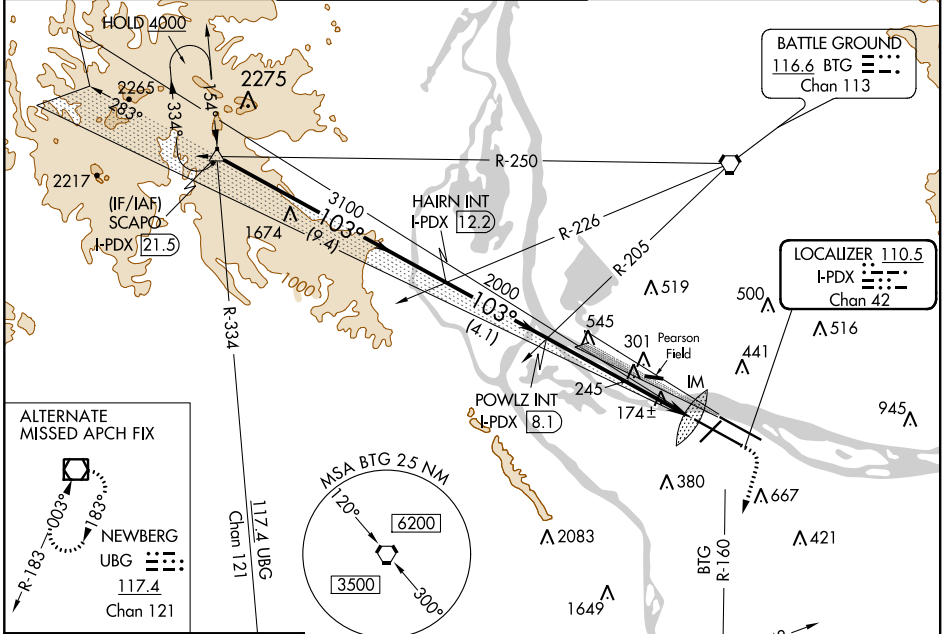 HOLD 4000
2265
2275
283°
334°
154°
2217
(IF/IAF)
SCAPO
I-PDX 21.5
1674
3100
103°
(9.4)
1000
HAIRN INT
I-PDX 12.2
R-250
R-226
R-205
BATTLE GROUND
116.6 BTG
Chan 113
LOCALIZER 110.5
I-PDX
Chan 42
2000
103°
(4.1)
519
500
516
545
301
Pearson
Field
441
245
IM
174±
945
POWLZ INT
I-PDX 8.1
380
667
421
2083
1649
R-334
117.4 UBG
Chan 121
BTG
R-160
ALTERNATE
MISSED APCH FIX
003°
183°
R-183
NEWBERG
UBG
117.4
Chan 121
MSA BTG 25 NM
120°
6200
3500
300°